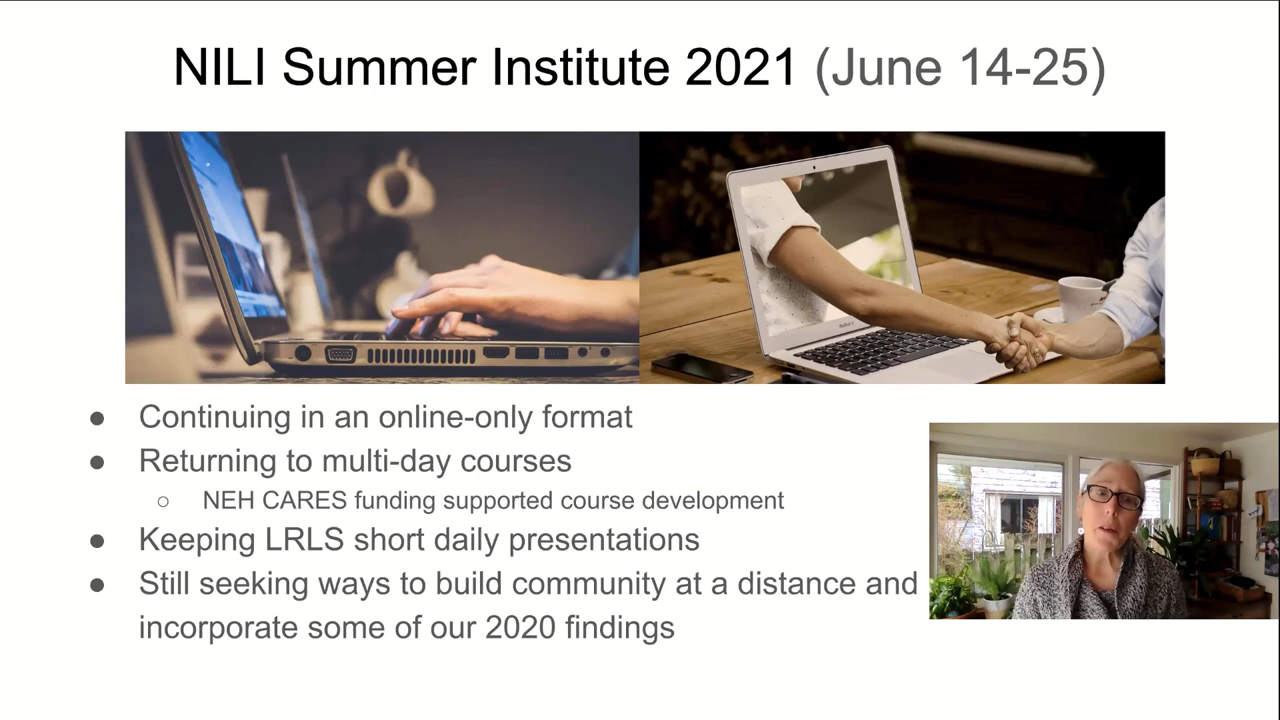 NILI Summer Institute 2021 (June 14-25)
● Continuing in an online-only format
● Returning to multi-day courses
○ NEH CARES funding supported course development
● Keeping LRLS short daily presentations
● Still seeking ways to build community at a distance and
incorporate some of our 2020 findings